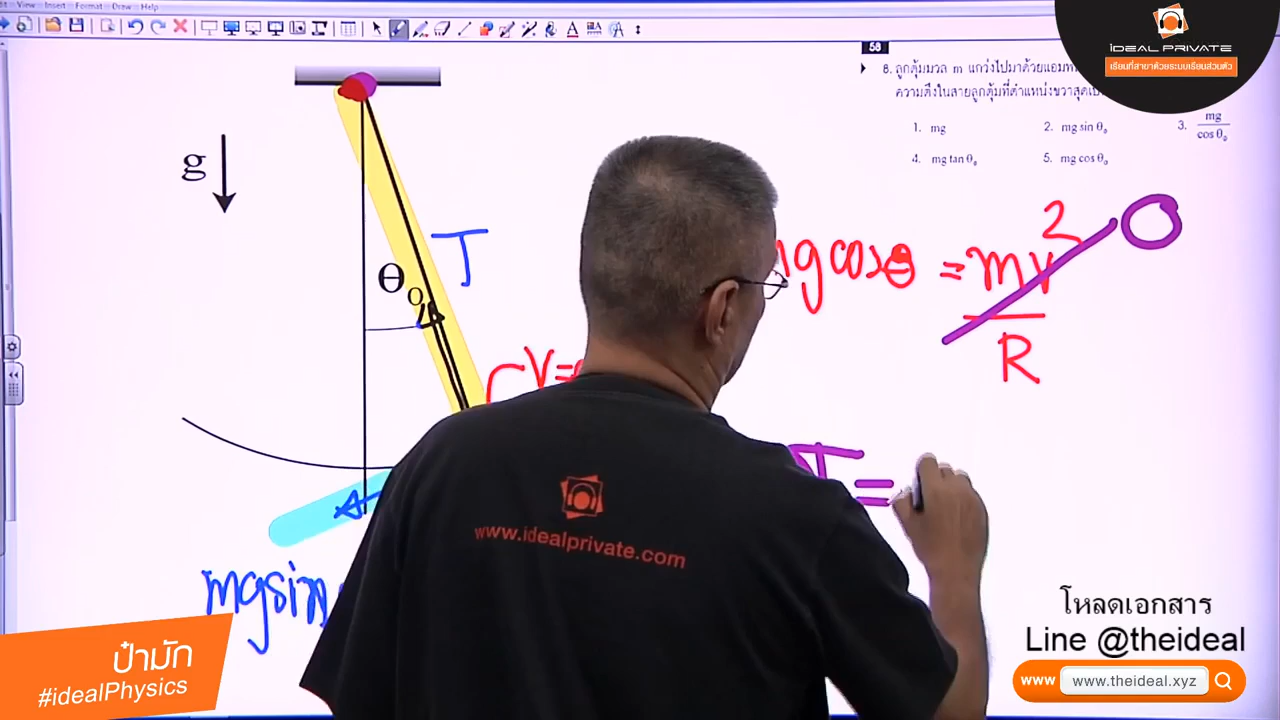 Insert Format Draw Help
iDEAL PRIVATE
เรียนที่สาขาด้วยระบบเรียนส่วนตัว
58
8. ลูกตุ้มมวล m แกว่งไปมาด้วยแอมพ
ความตึงในสายลูกตุ้มที่ตำแหน่งขวาสุดเป็
1. mg 2. mg sin θ₀ 3. mg/cos θ₀
4. mg tan θ₀ 5. mg cos θ₀
g
T
θ₀
mg cos θ = mv²/R 0
V=
T =
mg sin
www.idealprivate.com
ป๋ามัก
#idealPhysics
โหลดเอกสาร
Line @theideal
www www.theideal.xyz